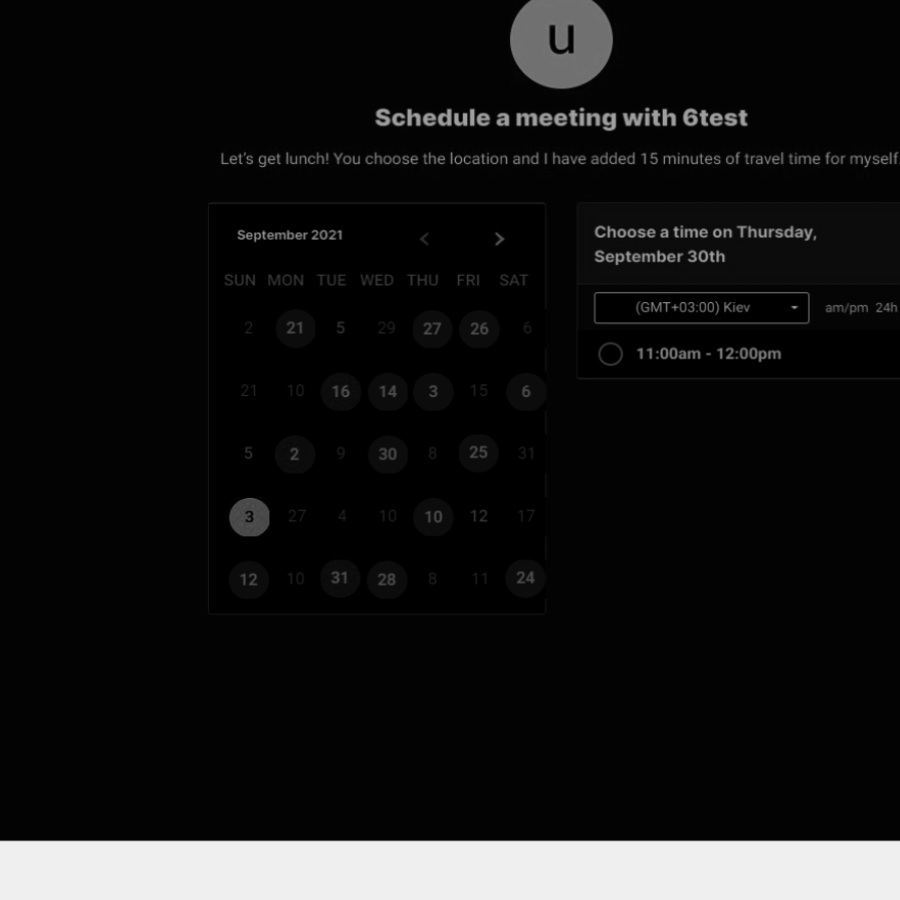 u
Schedule a meeting with 6test
Let's get lunch! You choose the location and I have added 15 minutes of travel time for myself.
September 2021
SUN MON TUE WED THU FRI SAT
2 21 5 29 27 26 6
21 10 16 14 3 15 6
5 2 9 30 8 25 31
3 27 4 10 10 12 17
12 10 31 28 8 11 24
Choose a time on Thursday,
September 30th
(GMT+03:00) Kiev am/pm 24h
11:00am - 12:00pm